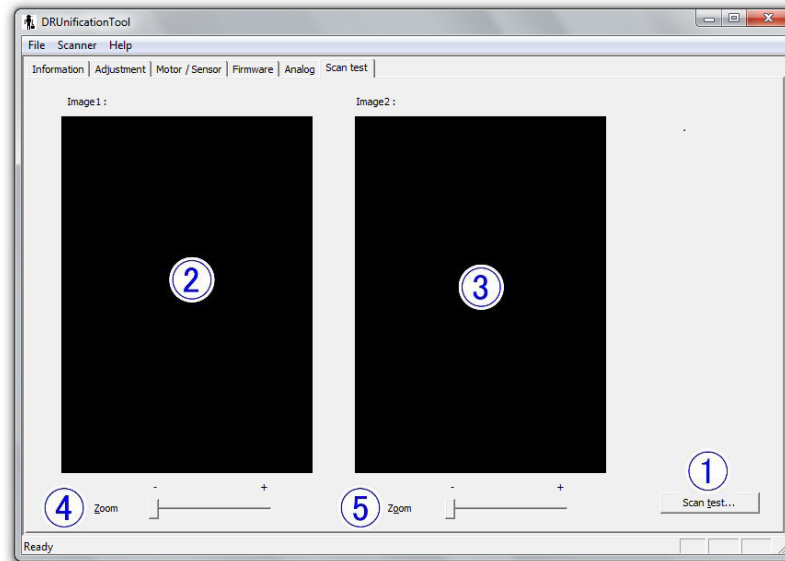 DRUnificationTool
File Scanner Help
Information Adjustment Motor / Sensor Firmware Analog Scan test
Image1 : Image2 :
.
2 3
1
- + - +
4 Zoom 5 Zoom Scan test...
Ready